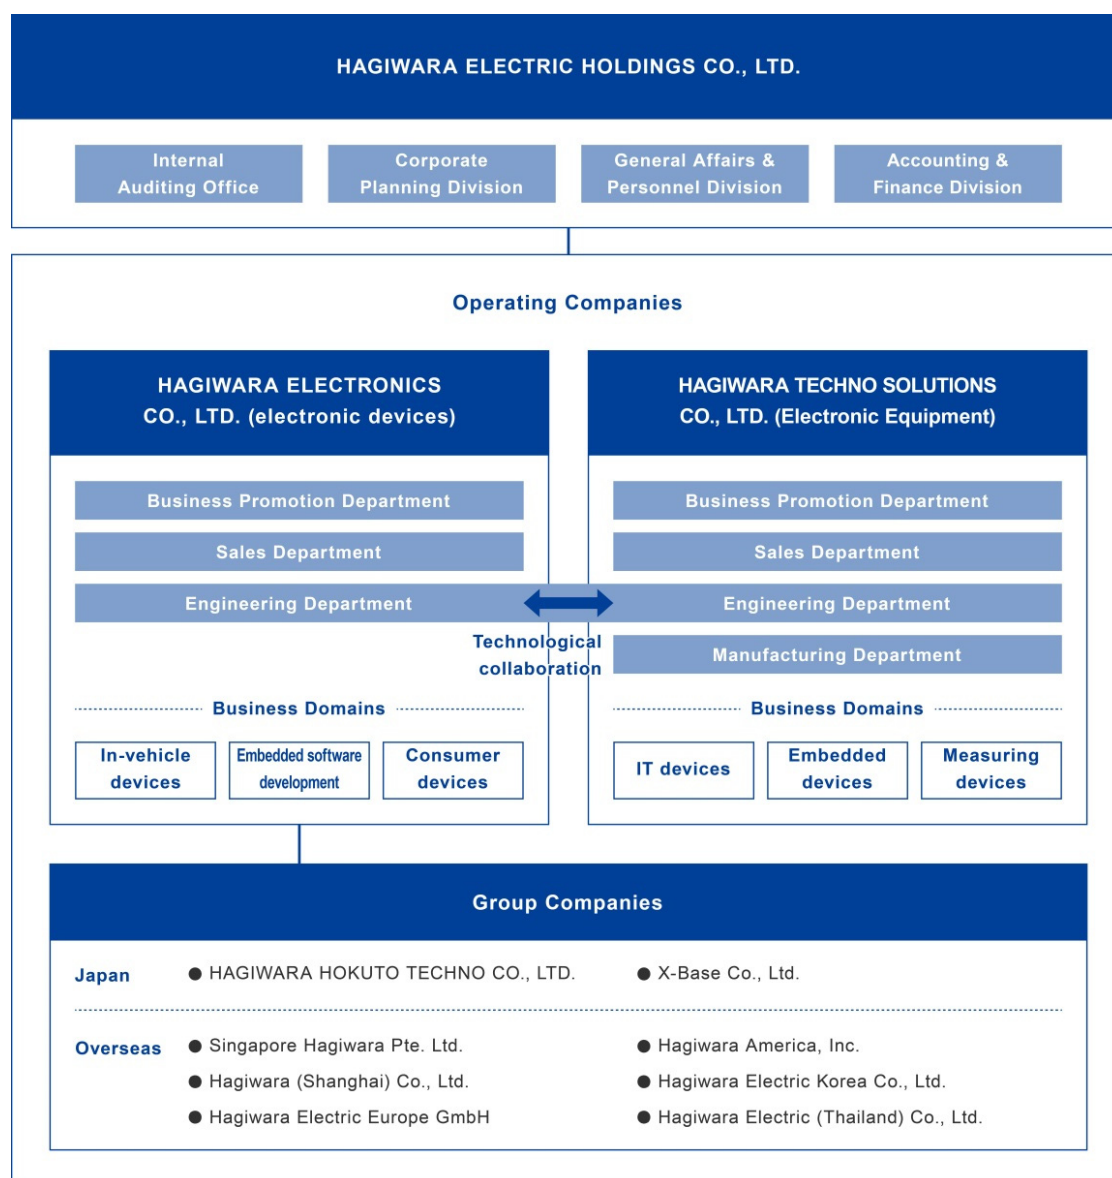 HAGIWARA ELECTRIC HOLDINGS CO., LTD.
Internal
Auditing Office
Corporate
Planning Division
General Affairs &
Personnel Division
Accounting &
Finance Division
Operating Companies
HAGIWARA ELECTRONICS
CO., LTD. (electronic devices)
Business Promotion Department
Sales Department
Engineering Department
Technological
collaboration
Business Domains
In-vehicle
devices
Embedded software
development
Consumer
devices
HAGIWARA TECHNO SOLUTIONS
CO., LTD. (Electronic Equipment)
Business Promotion Department
Sales Department
Engineering Department
Manufacturing Department
Business Domains
IT devices
Embedded
devices
Measuring
devices
Group Companies
Japan
● HAGIWARA HOKUTO TECHNO CO., LTD.
● X-Base Co., Ltd.
Overseas
● Singapore Hagiwara Pte. Ltd.
● Hagiwara America, Inc.
● Hagiwara (Shanghai) Co., Ltd.
● Hagiwara Electric Korea Co., Ltd.
● Hagiwara Electric Europe GmbH
● Hagiwara Electric (Thailand) Co., Ltd.